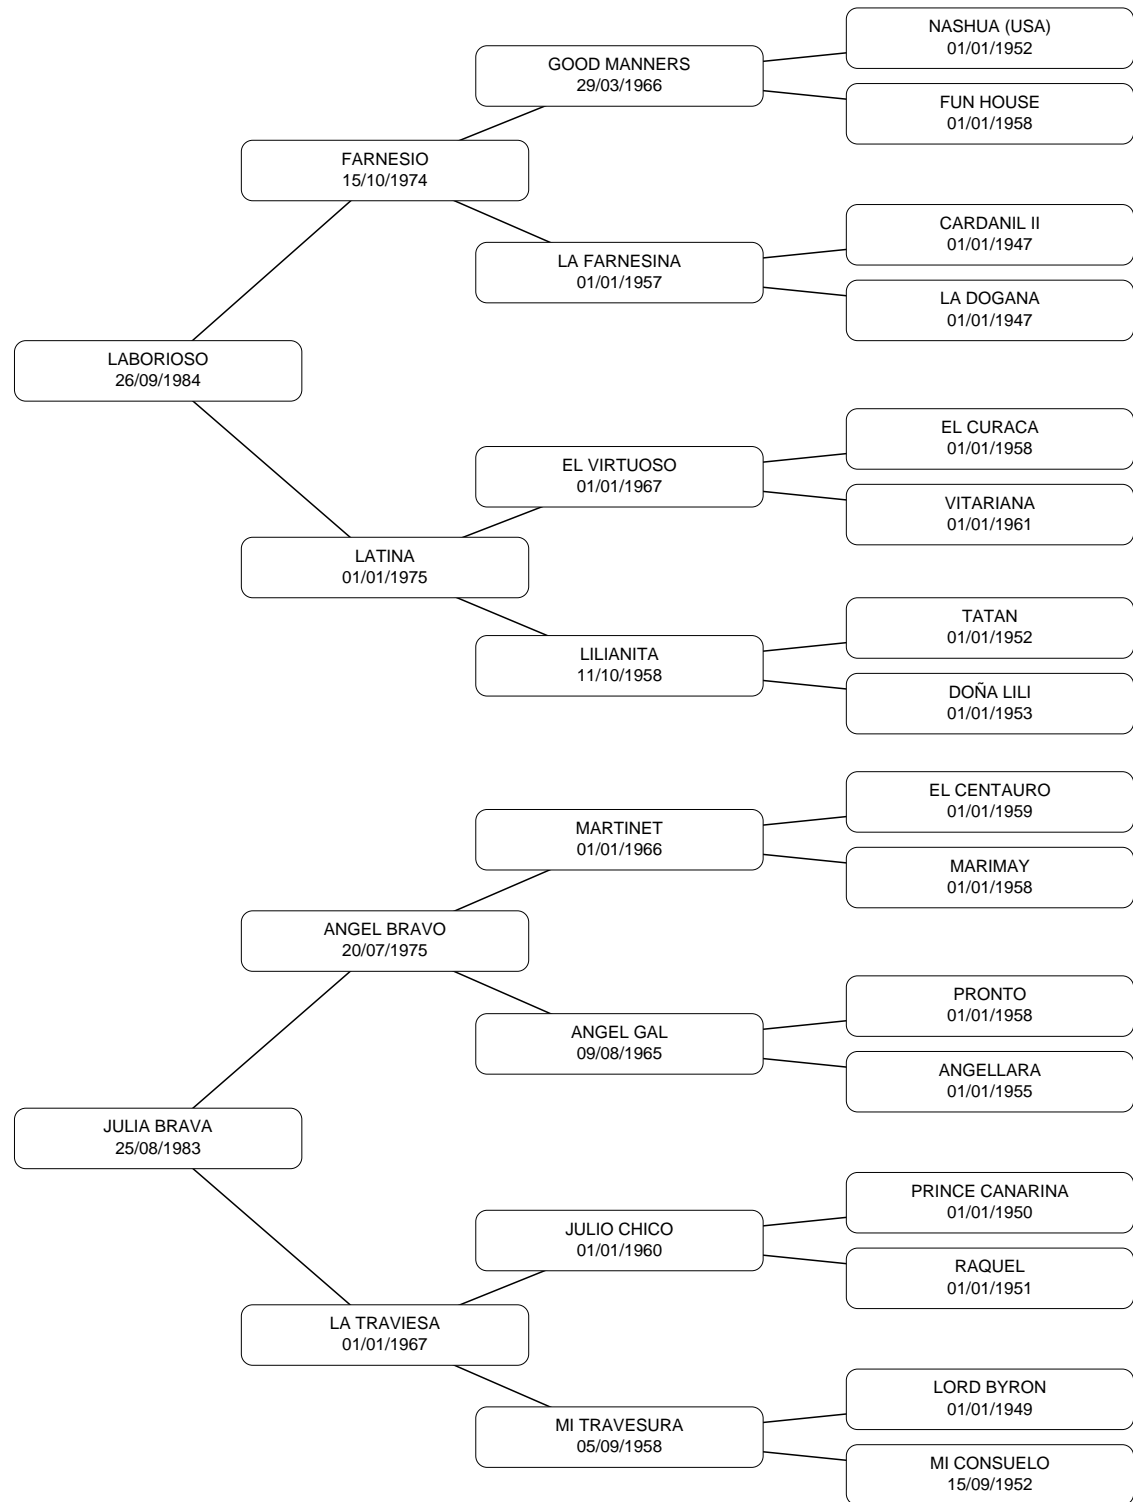 NASHUA (USA)
01/01/1952
GOOD MANNERS
29/03/1966
FUN HOUSE
01/01/1958
FARNESIO
15/10/1974
CARDANIL II
01/01/1947
LA FARNESINA
01/01/1957
LA DOGANA
01/01/1947
LABORIOSO
26/09/1984
EL CURACA
01/01/1958
EL VIRTUOSO
01/01/1967
VITARIANA
01/01/1961
LATINA
01/01/1975
TATAN
01/01/1952
LILIANITA
11/10/1958
DOÑA LILI
01/01/1953
EL CENTAURO
01/01/1959
MARTINET
01/01/1966
MARIMAY
01/01/1958
ANGEL BRAVO
20/07/1975
PRONTO
01/01/1958
ANGEL GAL
09/08/1965
ANGELLARA
01/01/1955
JULIA BRAVA
25/08/1983
PRINCE CANARINA
01/01/1950
JULIO CHICO
01/01/1960
RAQUEL
01/01/1951
LA TRAVIESA
01/01/1967
LORD BYRON
01/01/1949
MI TRAVESURA
05/09/1958
MI CONSUELO
15/09/1952